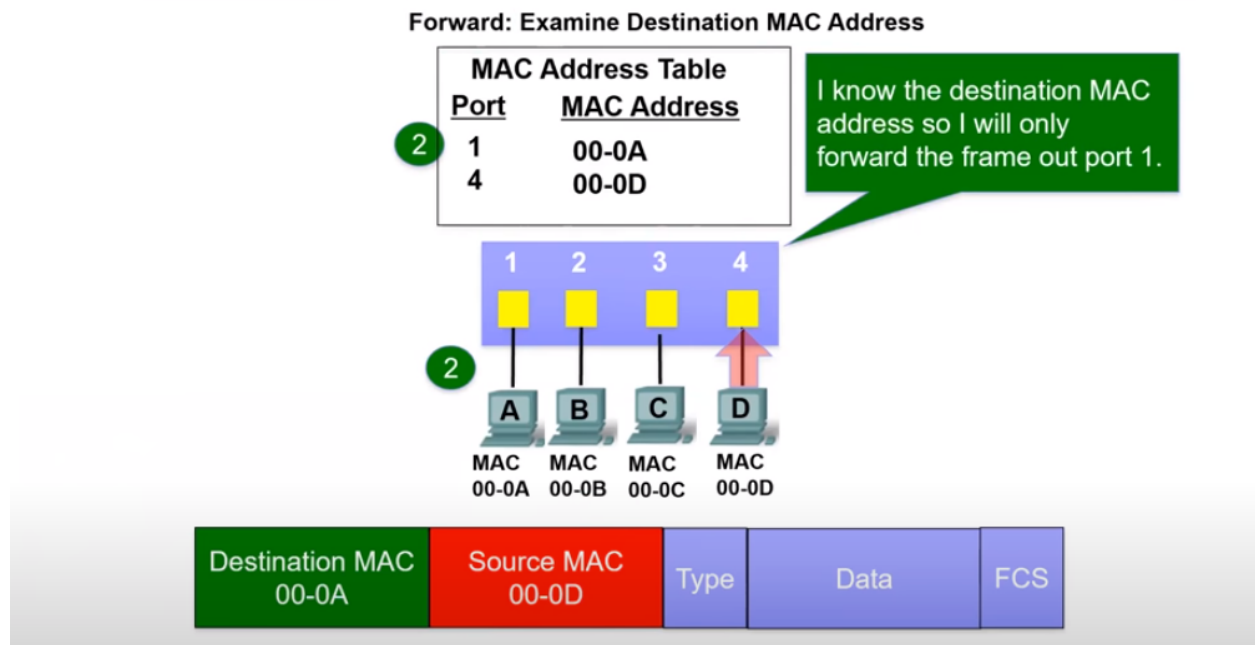 Forward: Examine Destination MAC Address
MAC Address Table
Port MAC Address
2
1 00-0A
4 00-0D
I know the destination MAC
address so I will only
forward the frame out port 1.
1 2 3 4
2
A B C D
MAC MAC MAC MAC
00-0A 00-0B 00-0C 00-0D
Destination MAC
00-0A
Source MAC
00-0D
Type
Data
FCS